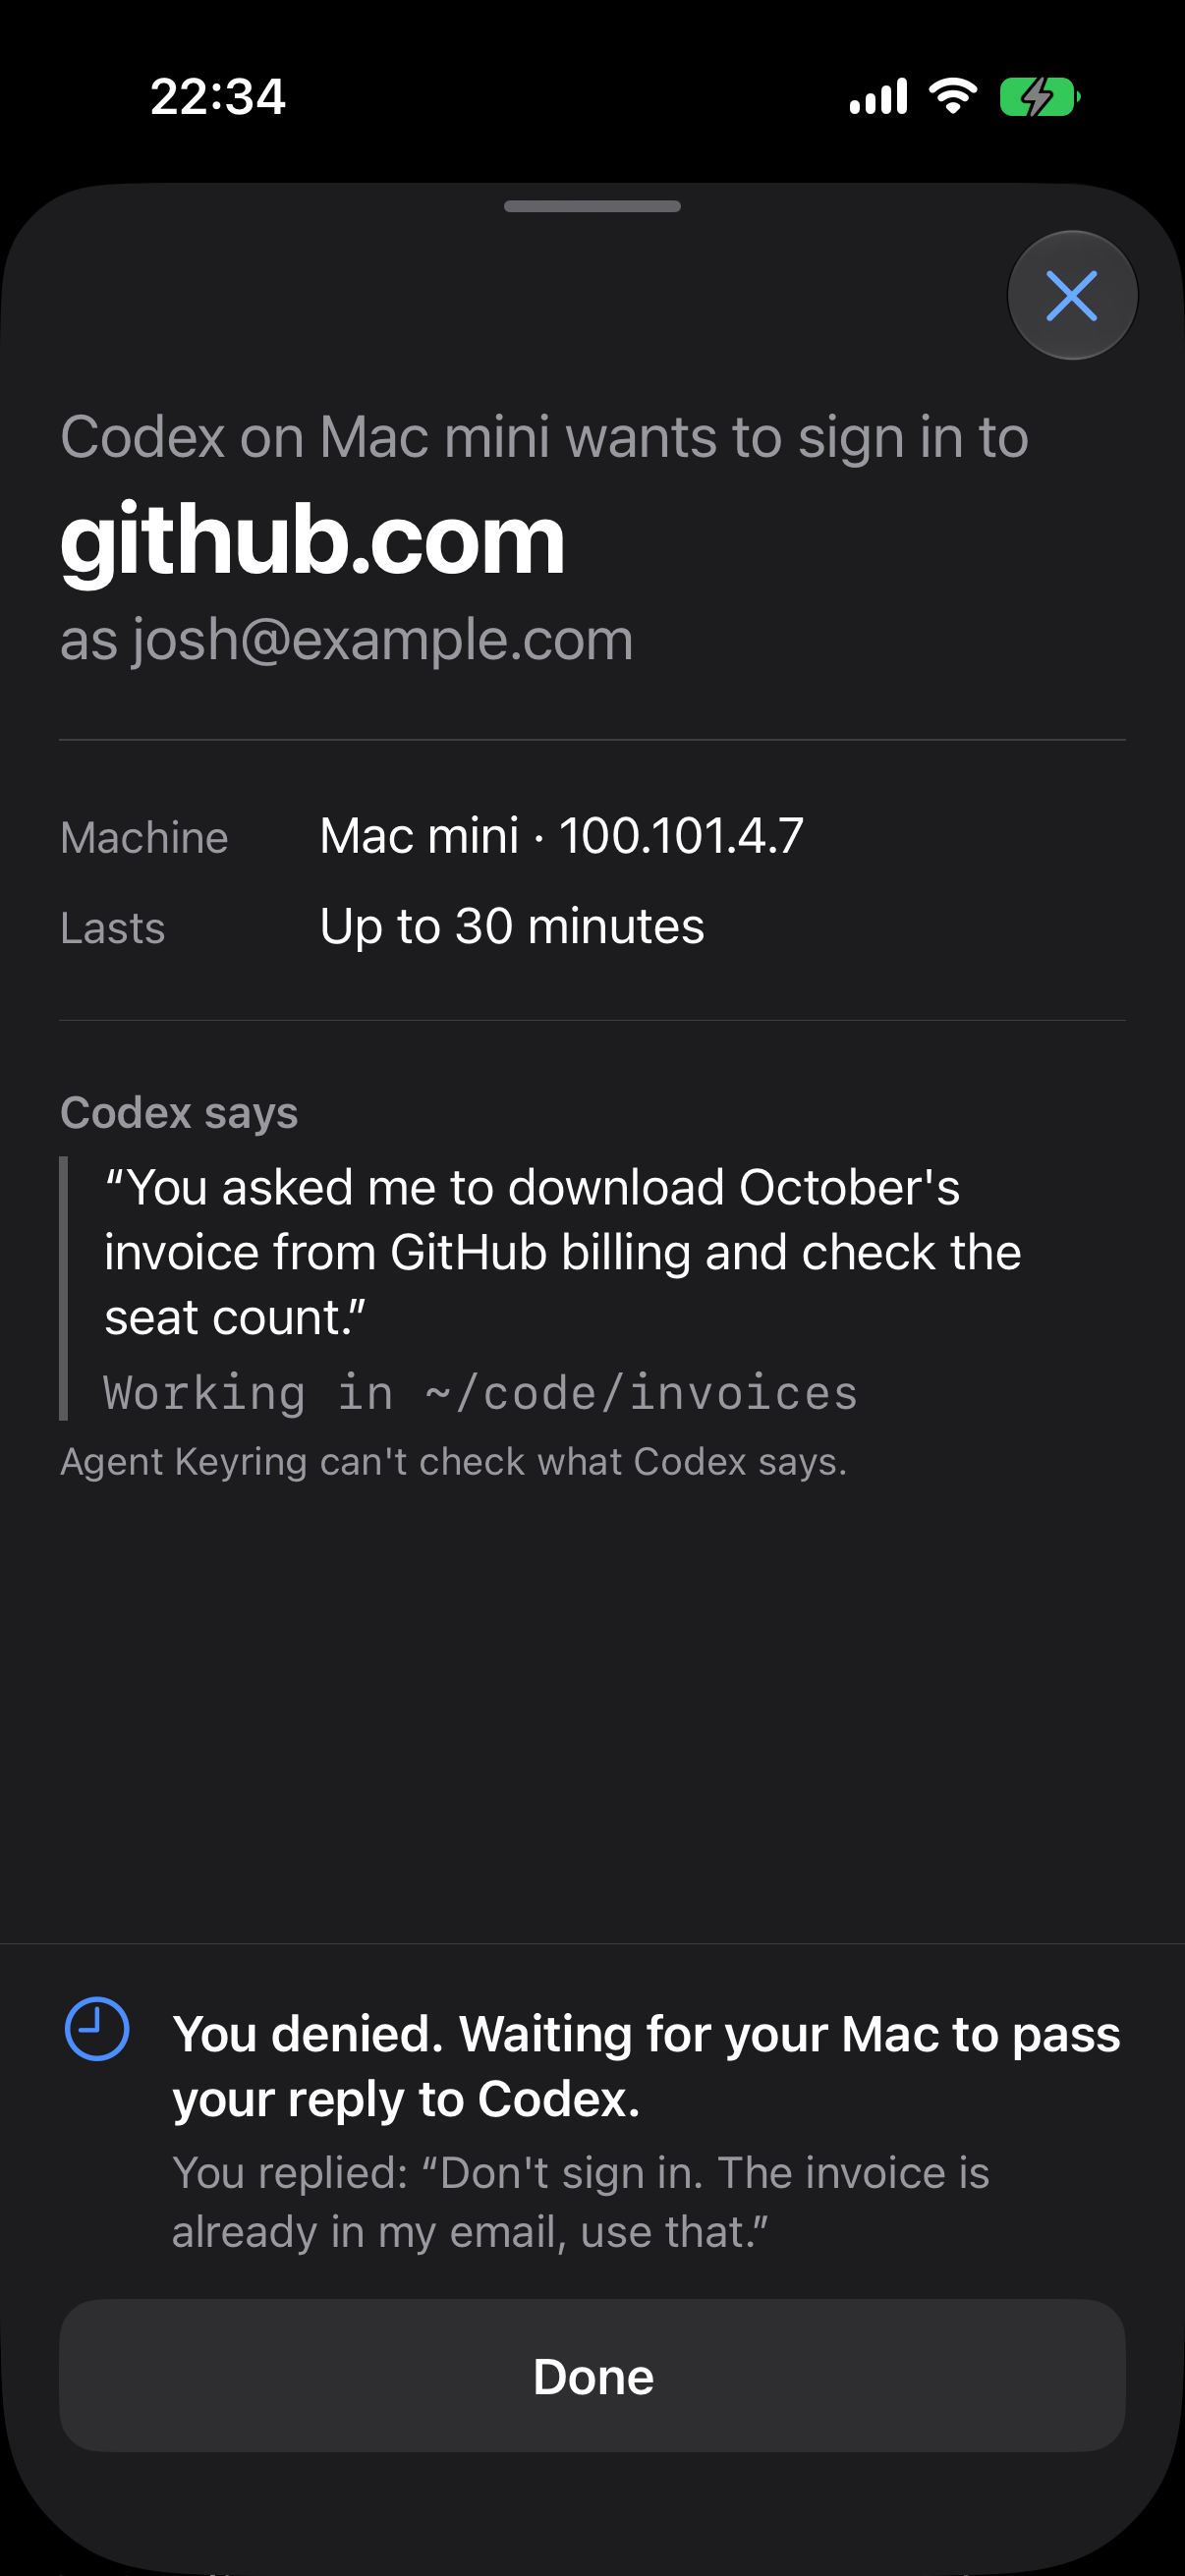 22:34
Codex on Mac mini wants to sign in to
github.com
as josh@example.com
Machine Mac mini · 100.101.4.7
Lasts Up to 30 minutes
Codex says
“You asked me to download October's
invoice from GitHub billing and check the
seat count.”
Working in ~/code/invoices
Agent Keyring can't check what Codex says.
You denied. Waiting for your Mac to pass
your reply to Codex.
You replied: “Don't sign in. The invoice is
already in my email, use that.”
Done